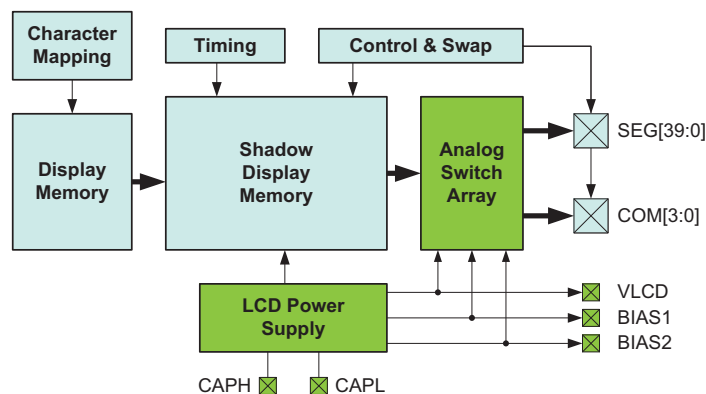 Character
Mapping
Timing
Control & Swap
Display
Memory
Shadow
Display
Memory
Analog
Switch
Array
SEG[39:0]
COM[3:0]
LCD Power
Supply
VLCD
BIAS1
BIAS2
CAPH
CAPL